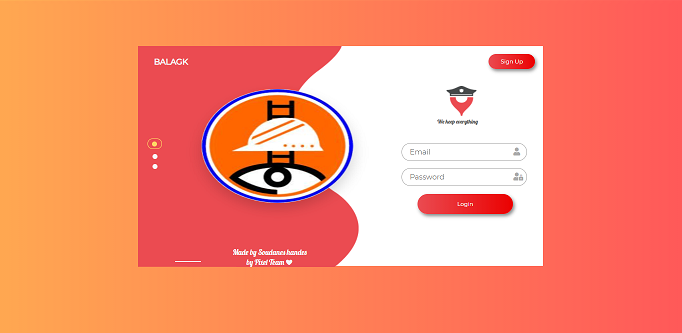 BALAGK
Sign Up
We keep everything
Email
Password
Login
Made by Soudanes handes
by Pixel Team